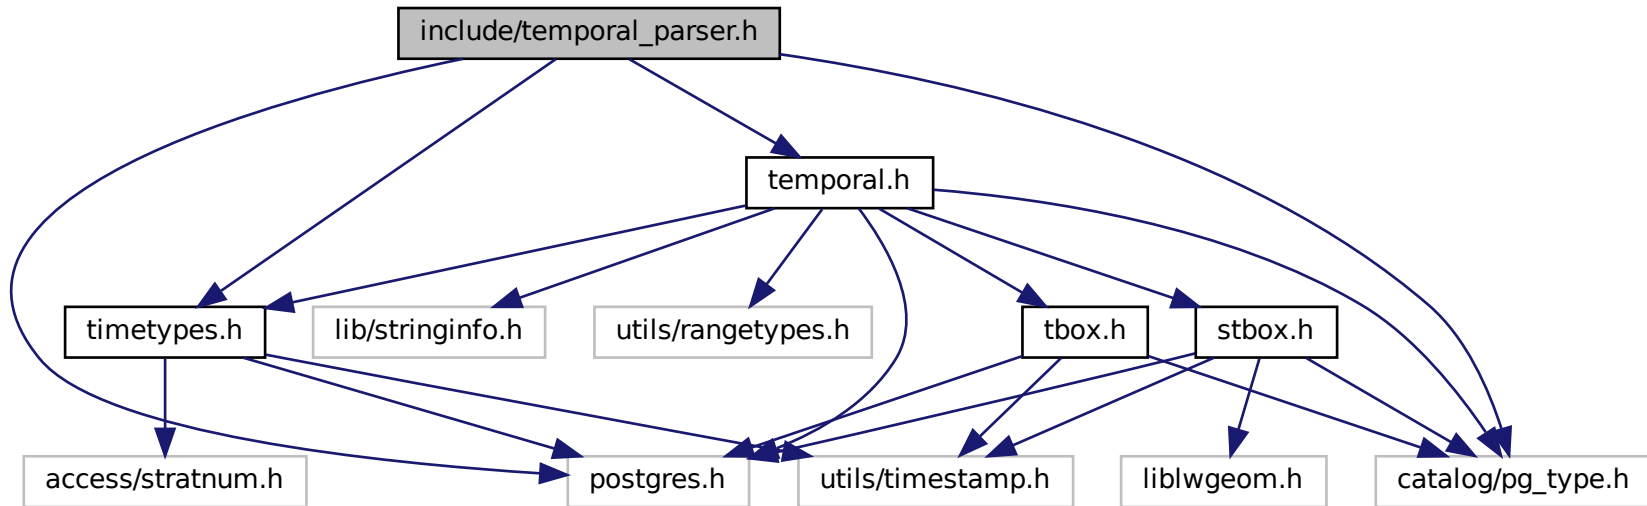 include/temporal_parser.h
temporal.h
timetypes.h
lib/stringinfo.h
utils/rangetypes.h
tbox.h
stbox.h
access/stratnum.h
postgres.h
utils/timestamp.h
liblwgeom.h
catalog/pg_type.h